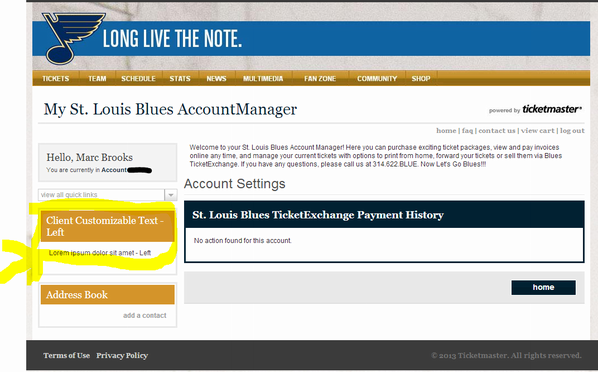 LONG LIVE THE NOTE.
TICKETS TEAM SCHEDULE STATS NEWS MULTIMEDIA FAN ZONE COMMUNITY SHOP
My St. Louis Blues AccountManager
powered by ticketmaster®
home | faq | contact us | view cart | log out
Hello, Marc Brooks
You are currently in Account
view all quick links
Client Customizable Text -
Left
Lorem ipsum dolor sit amet - Left
Address Book
add a contact
Welcome to your St. Louis Blues Account Manager! Here you can purchase exciting ticket packages, view and pay invoices
online any time, and manage your current tickets with options to print from home, forward your tickets or sell them via Blues
TicketExchange. If you have any questions, please call us at 314.622.BLUE. Now Let's Go Blues!!!
Account Settings
St. Louis Blues TicketExchange Payment History
No action found for this account.
home
Terms of Use Privacy Policy
© 2013 Ticketmaster. All rights reserved.